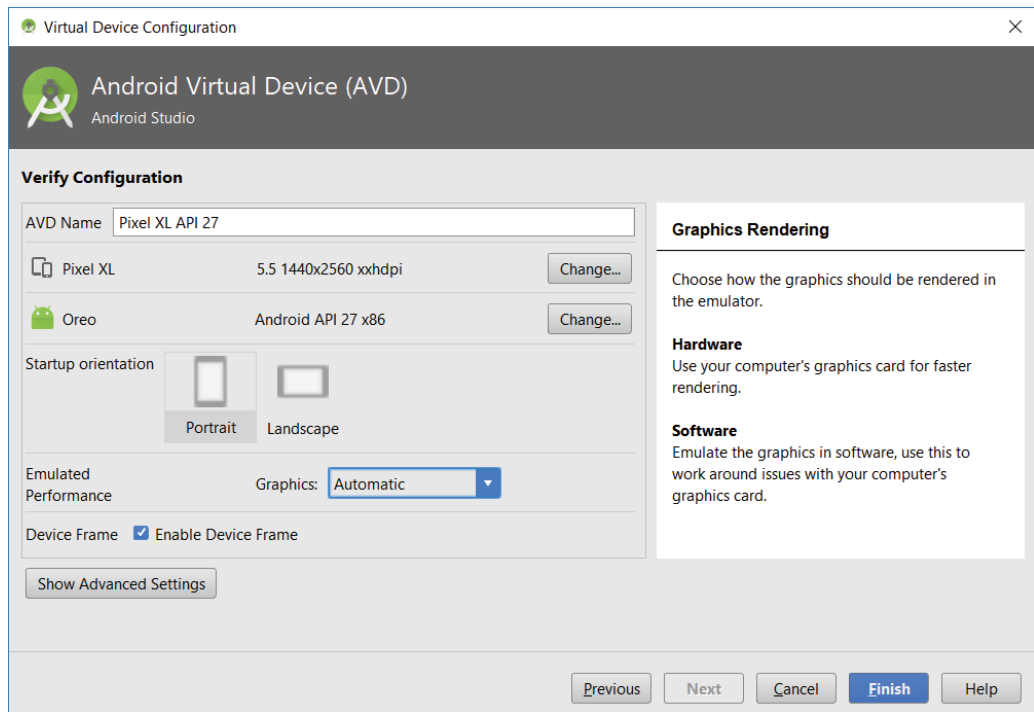 Virtual Device Configuration
Android Virtual Device (AVD)
Android Studio
Verify Configuration
AVD Name Pixel XL API 27
Pixel XL 5.5 1440x2560 xxhdpi Change...
Oreo Android API 27 x86 Change...
Startup orientation
Portrait Landscape
Emulated
Performance
Graphics: Automatic
Device Frame Enable Device Frame
Show Advanced Settings
Graphics Rendering
Choose how the graphics should be rendered in
the emulator.
Hardware
Use your computer's graphics card for faster
rendering.
Software
Emulate the graphics in software, use this to
work around issues with your computer's
graphics card.
Previous Next Cancel Finish Help